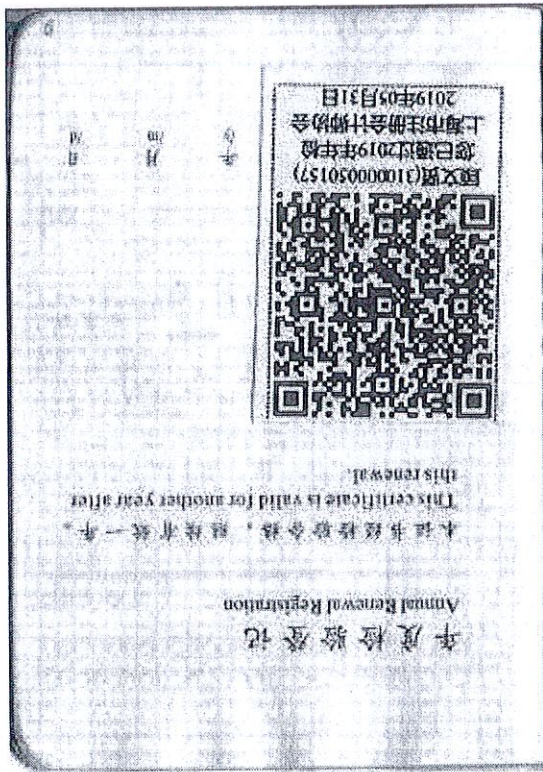 年度检验登记
Annual Renewal Registration
本证书经检验合格，继续有效一年。
This certificate is valid for another year after
this renewal.
顾文贤(310000050157)
您已通过2019年年检
上海市注册会计师协会
2019年05月31日
年 月 日
/y /m /d